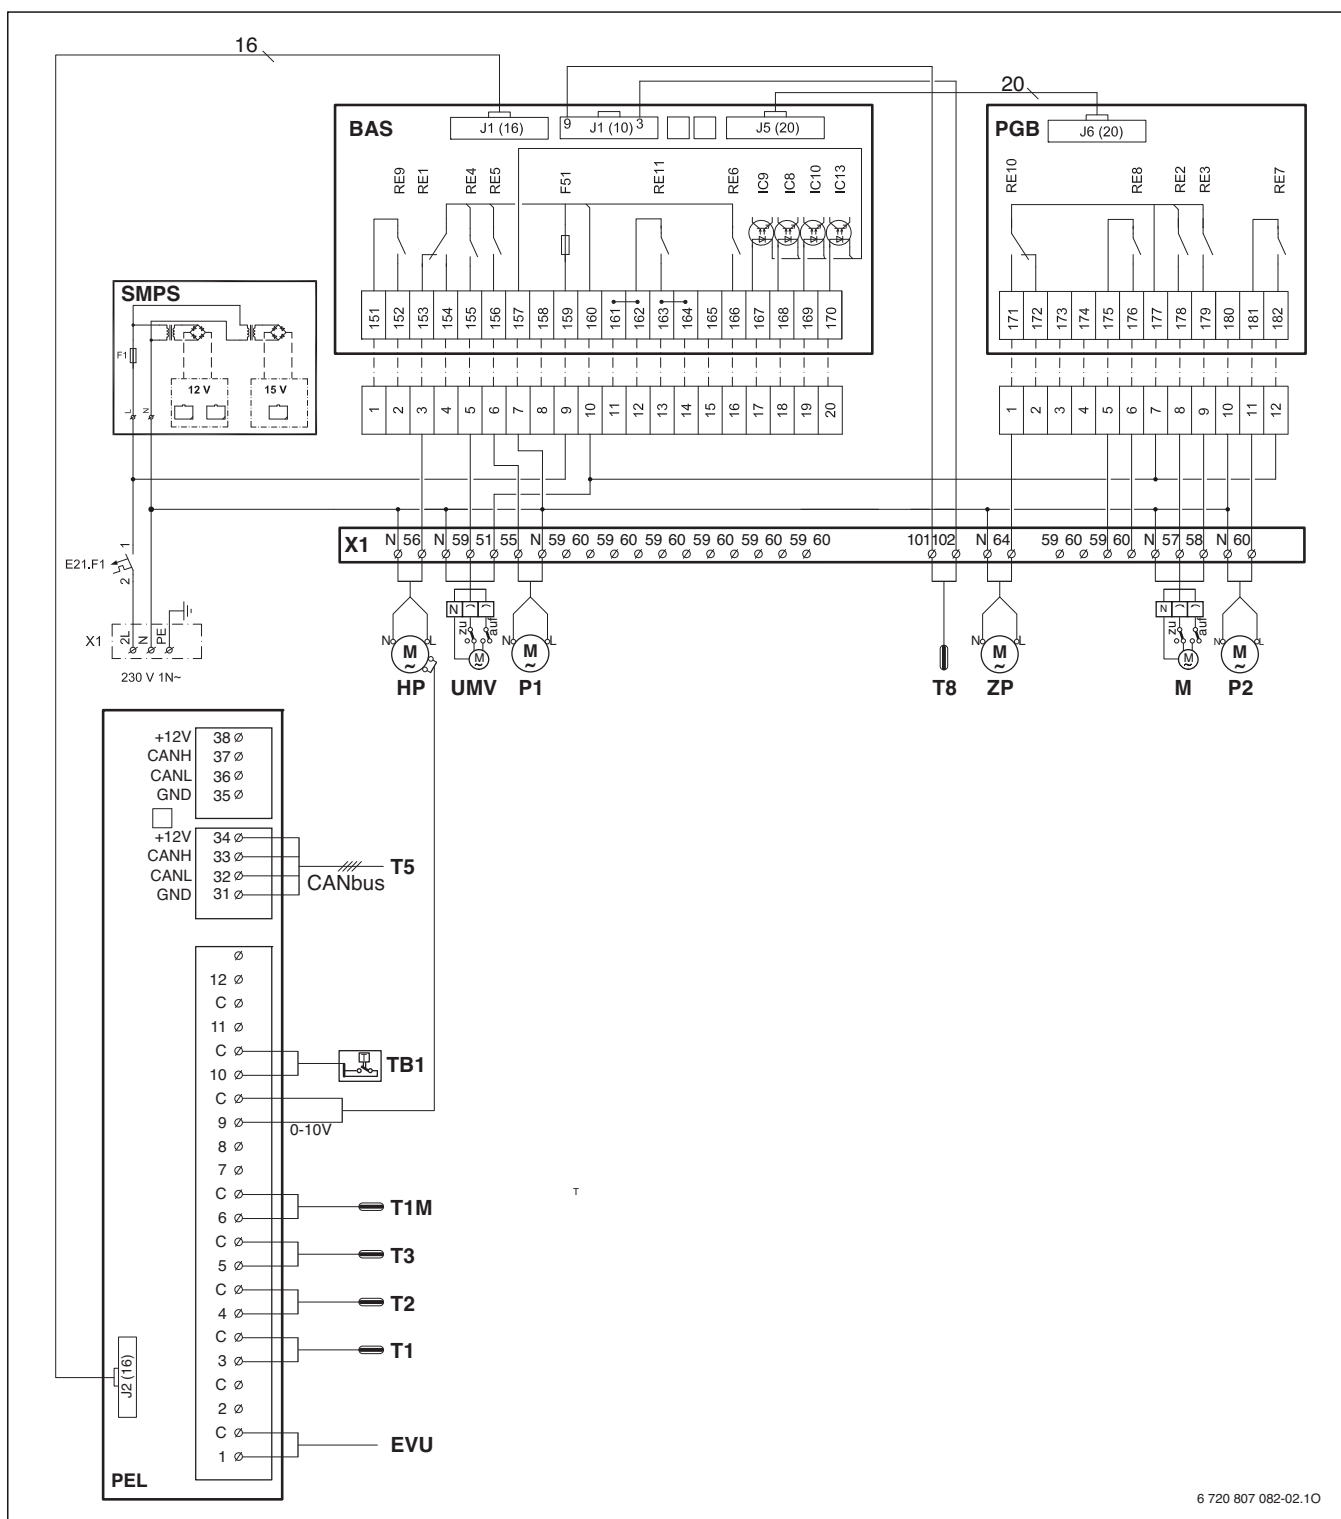 16
20
BAS
J1 (16)
9 J1 (10) 3
J5 (20)
PGB
J6 (20)
RE9 RE1 RE4 RE5 F51 RE11 RE6 IC9 IC8 IC10 IC13
RE10 RE8 RE2 RE3 RE7
SMPS
F1
12 V 15 V
L N
151 152 153 154 155 156 157 158 159 160 161 162 163 164 165 166 167 168 169 170
171 172 173 174 175 176 177 178 179 180 181 182
1 2 3 4 5 6 7 8 9 10 11 12 13 14 15 16 17 18 19 20
1 2 3 4 5 6 7 8 9 10 11 12
X1 N 56 N 59 51 55 N 59 60 59 60 59 60 59 60 59 60 59 60 101 102 N 64 59 60 59 60 N 57 58 N 60
E21.F1
1
2
X1
2L N PE
230 V 1N~
N L
M
~
HP
N
zu auf
M
~
UMV
N L
M
~
P1
T8
N L
M
~
ZP
N
zu auf
M
~
M
N L
M
~
P2
+12V 38
CANH 37
CANL 36
GND 35
+12V 34
CANH 33
CANL 32
GND 31
T5
CANbus
12
C
11
C
10
TB1
C
9
0-10V
8
7
C
6
T1M
T
C
5
T3
C
4
T2
C
3
T1
C
2
C
1
EVU
J2 (16)
PEL
6 720 807 082-02.1O